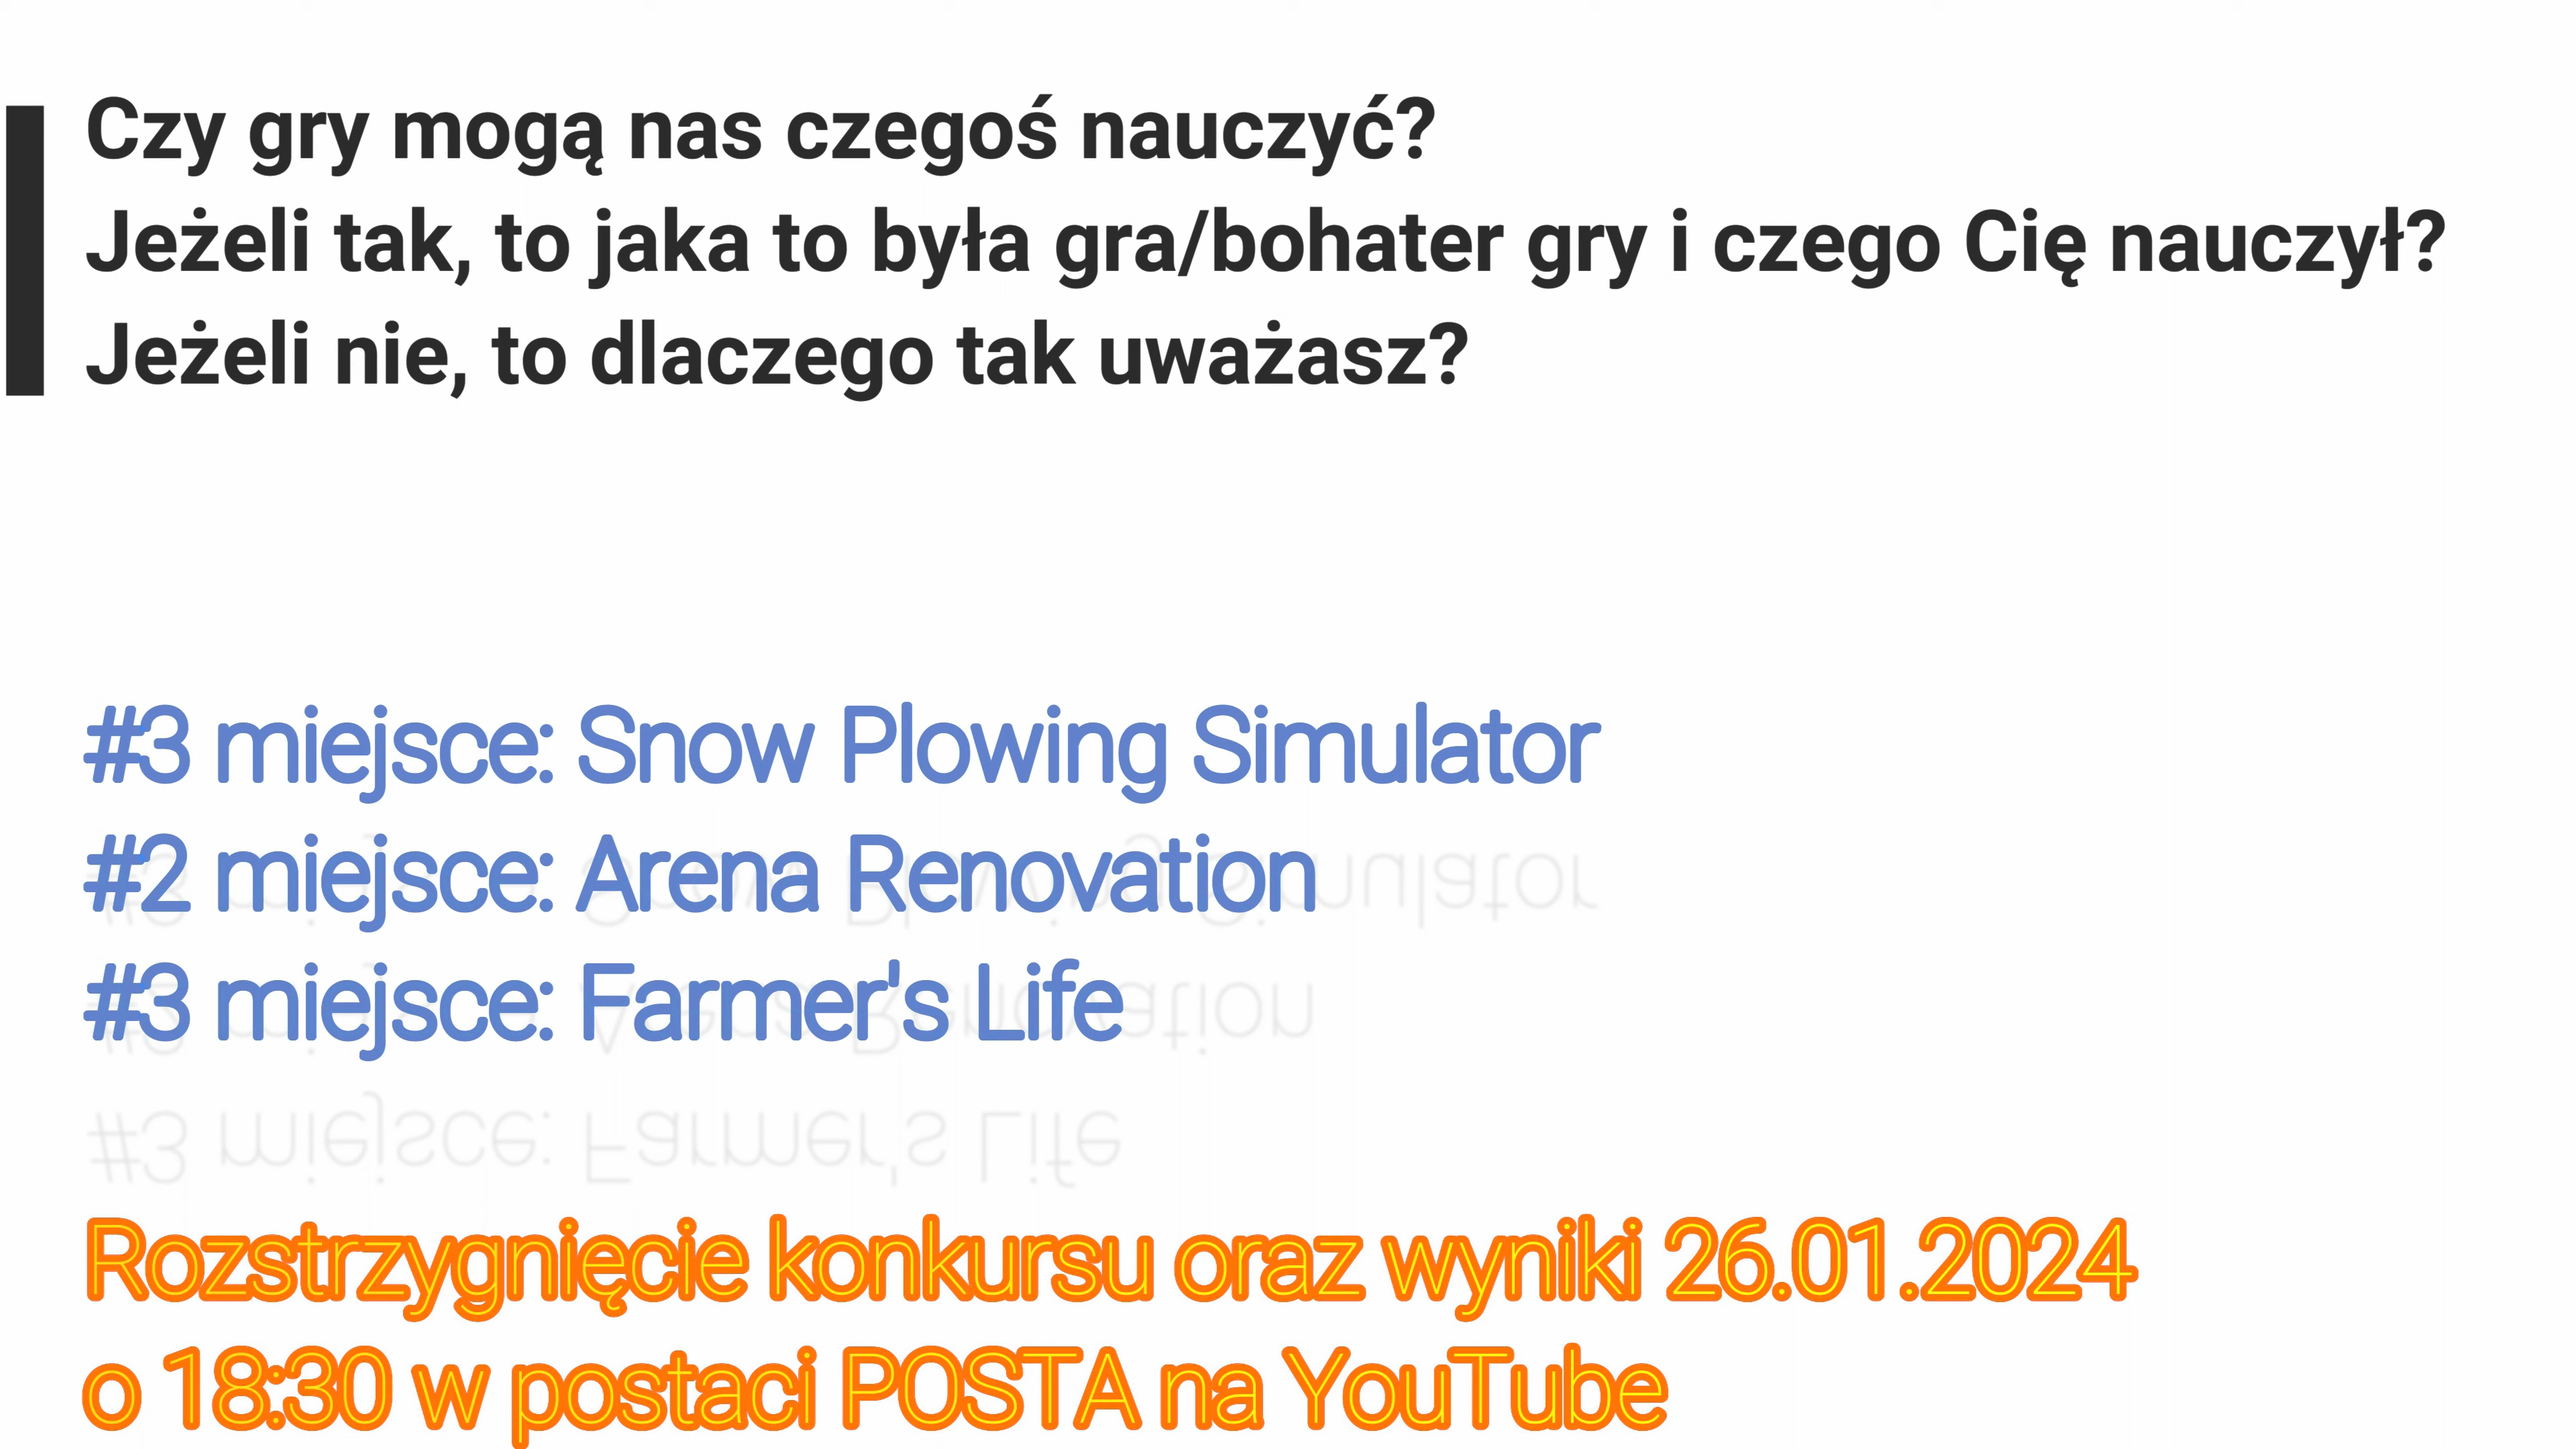 Czy gry mogą nas czegoś nauczyć?
Jeżeli tak, to jaka to była gra/bohater gry i czego Cię nauczył?
Jeżeli nie, to dlaczego tak uważasz?
#3 miejsce: Snow Plowing Simulator
#2 miejsce: Arena Renovation
#3 miejsce: Farmer's Life
Rozstrzygnięcie konkursu oraz wyniki 26.01.2024
o 18:30 w postaci POSTA na YouTube